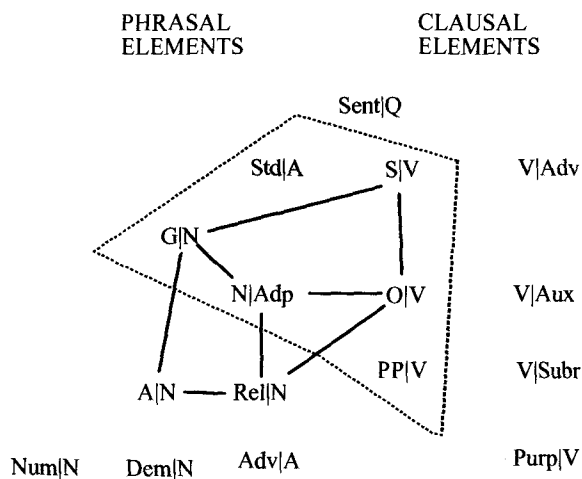 PHRASAL ELEMENTS
CLAUSAL ELEMENTS
Sent|Q
Std|A
S|V
V|Adv
G|N
N|Adp
O|V
V|Aux
PP|V
V|Subr
A|N
Rel|N
Num|N
Dem|N
Adv|A
Purp|V